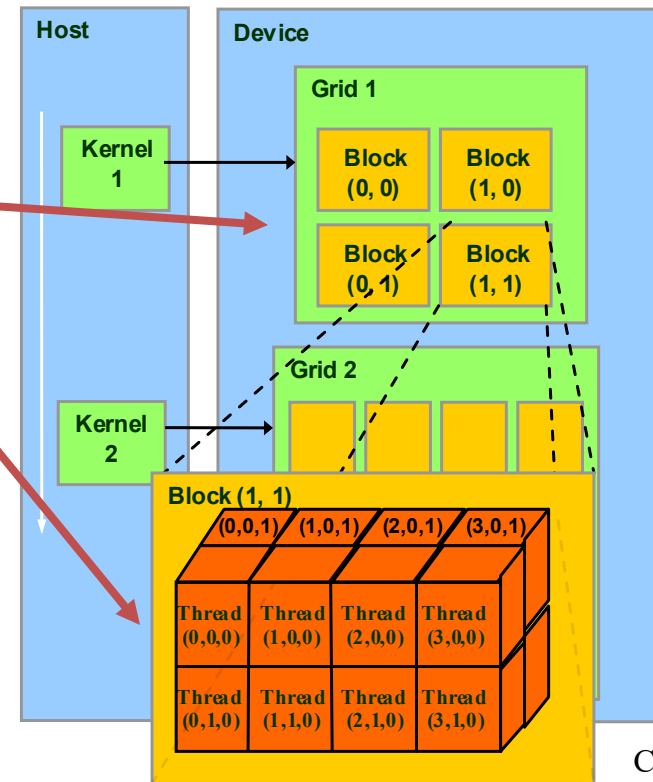 Host
Device
Grid 1
Kernel
1
Block
(0, 0)
Block
(1, 0)
Block
(0, 1)
Block
(1, 1)
Grid 2
Kernel
2
Block (1, 1)
(0,0,1) (1,0,1) (2,0,1) (3,0,1)
Thread
(0,0,0)
Thread
(1,0,0)
Thread
(2,0,0)
Thread
(3,0,0)
Thread
(0,1,0)
Thread
(1,1,0)
Thread
(2,1,0)
Thread
(3,1,0)
C